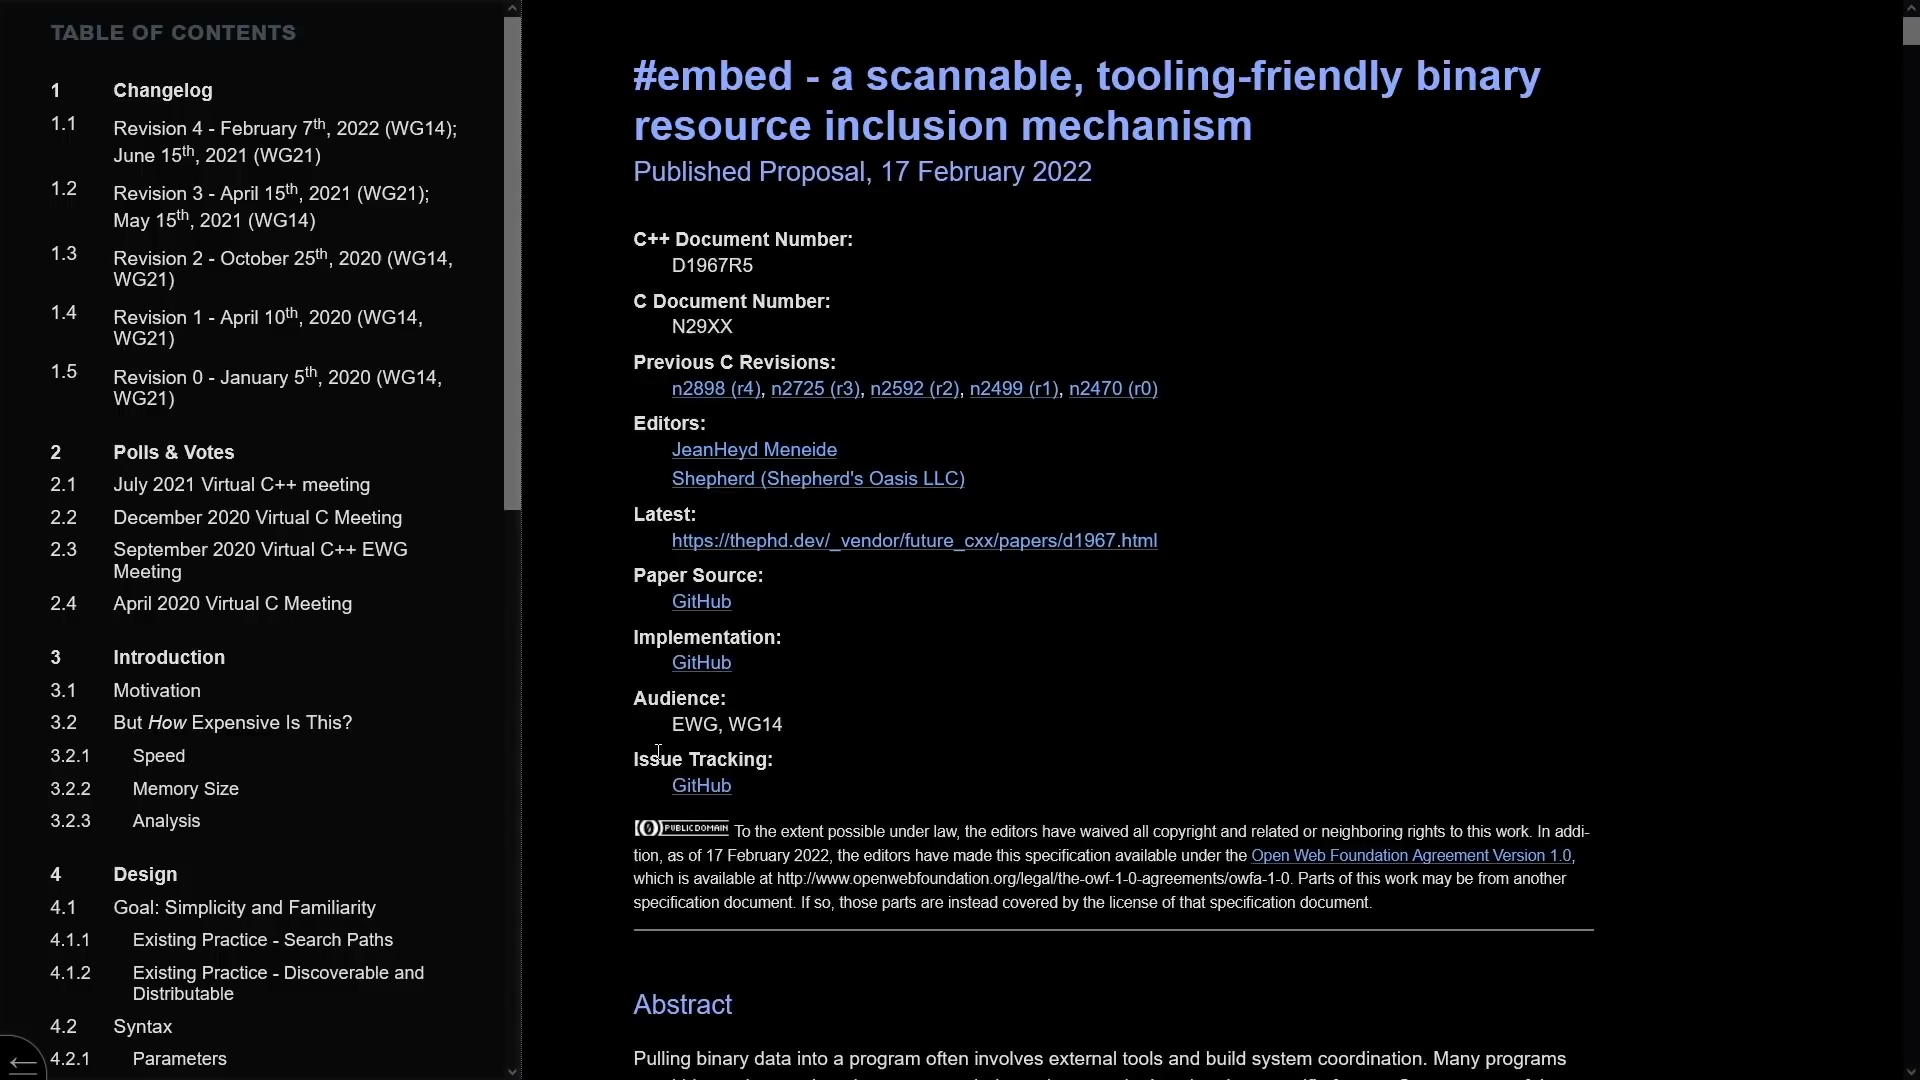 TABLE OF CONTENTS
1 Changelog
1.1 Revision 4 - February 7th, 2022 (WG14);
June 15th, 2021 (WG21)
1.2 Revision 3 - April 15th, 2021 (WG21);
May 15th, 2021 (WG14)
1.3 Revision 2 - October 25th, 2020 (WG14,
WG21)
1.4 Revision 1 - April 10th, 2020 (WG14,
WG21)
1.5 Revision 0 - January 5th, 2020 (WG14,
WG21)
2 Polls & Votes
2.1 July 2021 Virtual C++ meeting
2.2 December 2020 Virtual C Meeting
2.3 September 2020 Virtual C++ EWG
Meeting
2.4 April 2020 Virtual C Meeting
3 Introduction
3.1 Motivation
3.2 But How Expensive Is This?
3.2.1 Speed
3.2.2 Memory Size
3.2.3 Analysis
4 Design
4.1 Goal: Simplicity and Familiarity
4.1.1 Existing Practice - Search Paths
4.1.2 Existing Practice - Discoverable and
Distributable
4.2 Syntax
4.2.1 Parameters
#embed - a scannable, tooling-friendly binary
resource inclusion mechanism
Published Proposal, 17 February 2022
C++ Document Number:
D1967R5
C Document Number:
N29XX
Previous C Revisions:
n2898 (r4), n2725 (r3), n2592 (r2), n2499 (r1), n2470 (r0)
Editors:
JeanHeyd Meneide
Shepherd (Shepherd's Oasis LLC)
Latest:
https://thephd.dev/_vendor/future_cxx/papers/d1967.html
Paper Source:
GitHub
Implementation:
GitHub
Audience:
EWG, WG14
Issue Tracking:
GitHub
PUBLIC DOMAIN To the extent possible under law, the editors have waived all copyright and related or neighboring rights to this work. In addi-
tion, as of 17 February 2022, the editors have made this specification available under the Open Web Foundation Agreement Version 1.0,
which is available at http://www.openwebfoundation.org/legal/the-owf-1-0-agreements/owfa-1-0. Parts of this work may be from another
specification document. If so, those parts are instead covered by the license of that specification document.
Abstract
Pulling binary data into a program often involves external tools and build system coordination. Many programs